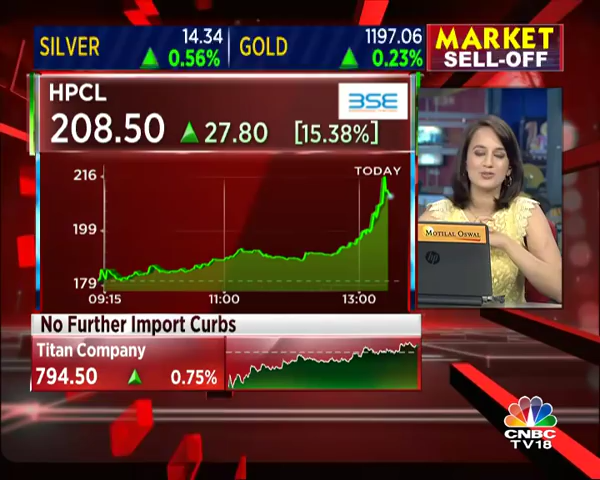 SILVER
14.34
0.56%
GOLD
1197.06
0.23%
MARKET
SELL-OFF
HPCL
BSE
208.50
27.80
[15.38%]
TODAY
216
199
179
09:15
11:00
13:00
MOTILAL OSWAL
hp
No Further Import Curbs
Titan Company
794.50
0.75%
CNBC
TV18